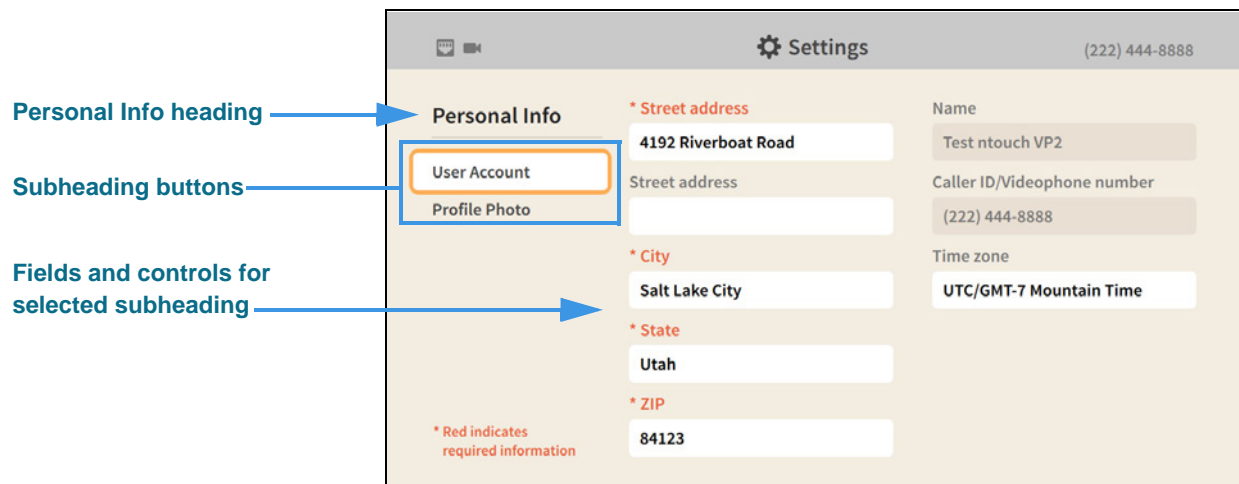 Settings
(222) 444-8888
Personal Info heading
Personal Info
Subheading buttons
User Account
Profile Photo
Fields and controls for
selected subheading
* Red indicates
required information
* Street address
4192 Riverboat Road
Street address
* City
Salt Lake City
* State
Utah
* ZIP
84123
Name
Test ntouch VP2
Caller ID/Videophone number
(222) 444-8888
Time zone
UTC/GMT-7 Mountain Time